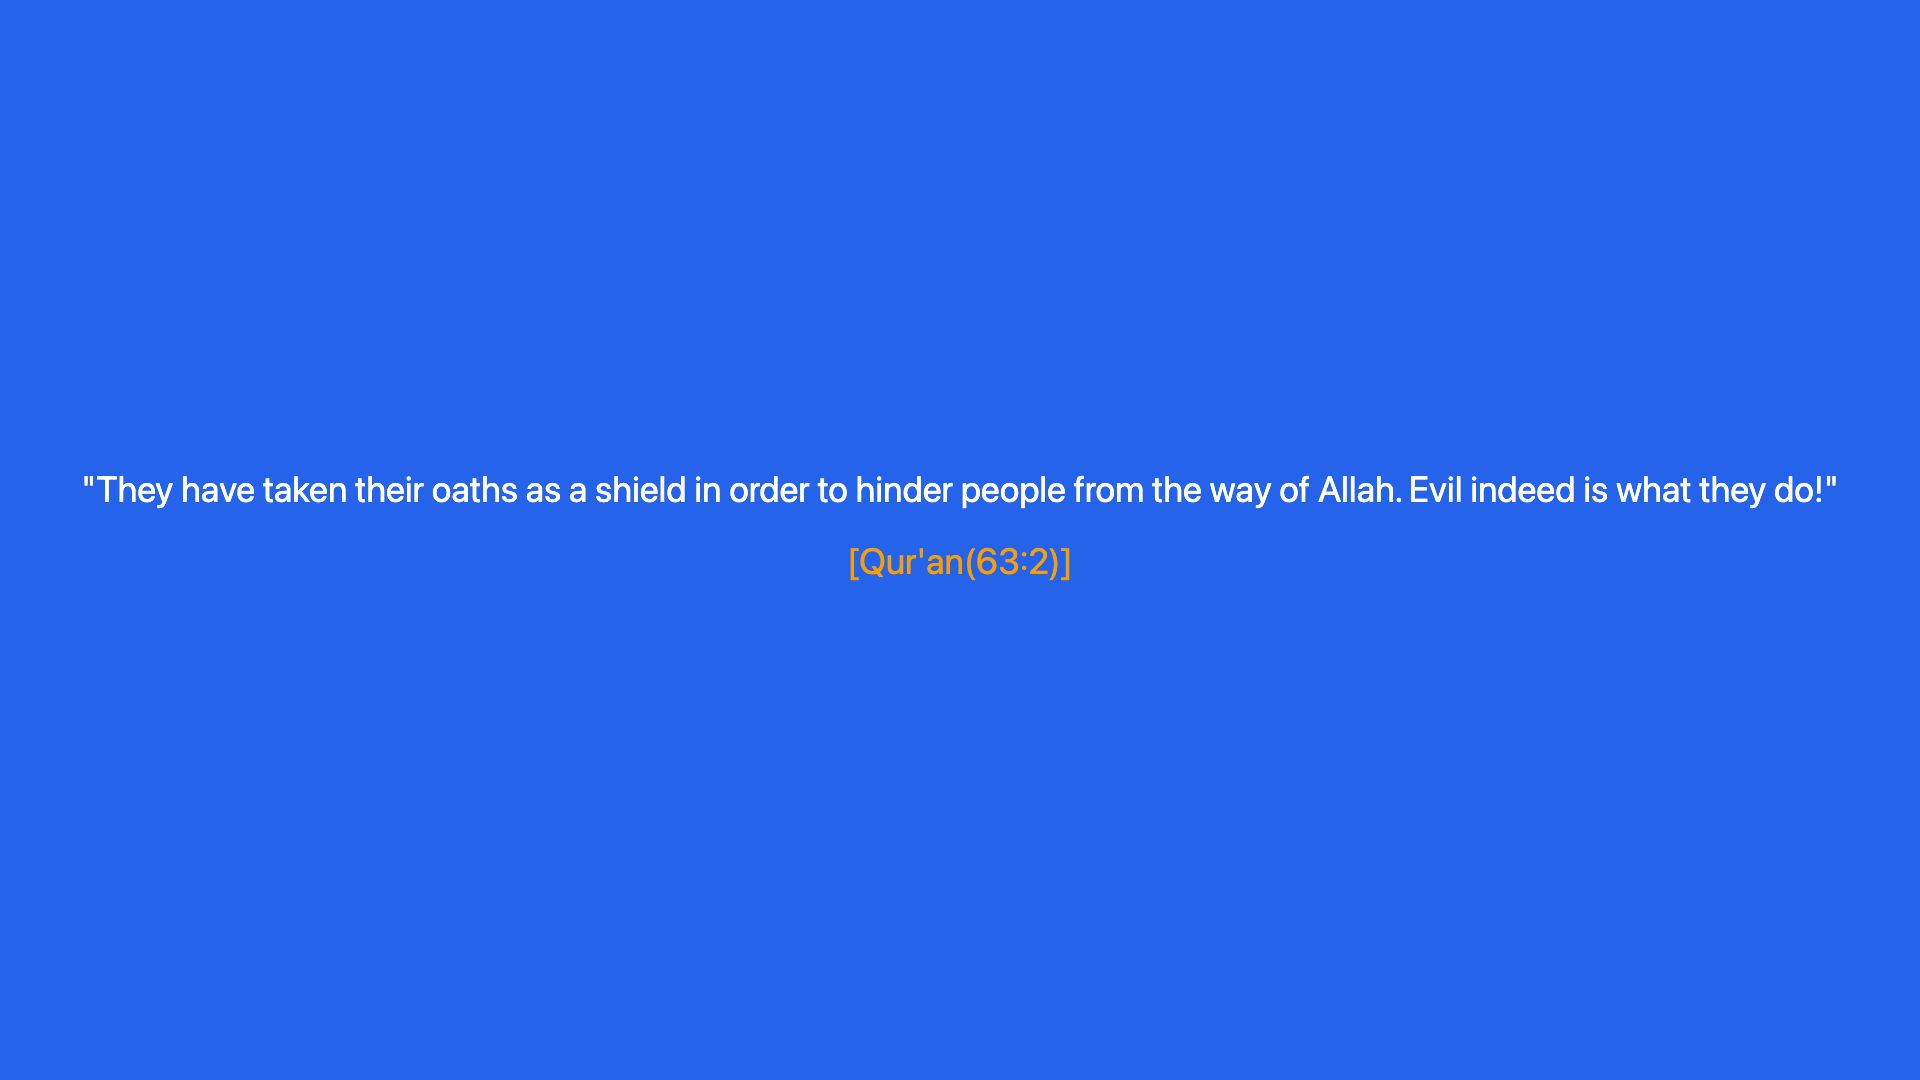 "They have taken their oaths as a shield in order to hinder people from the way of Allah. Evil indeed is what they do!"
[Qur'an(63:2)]